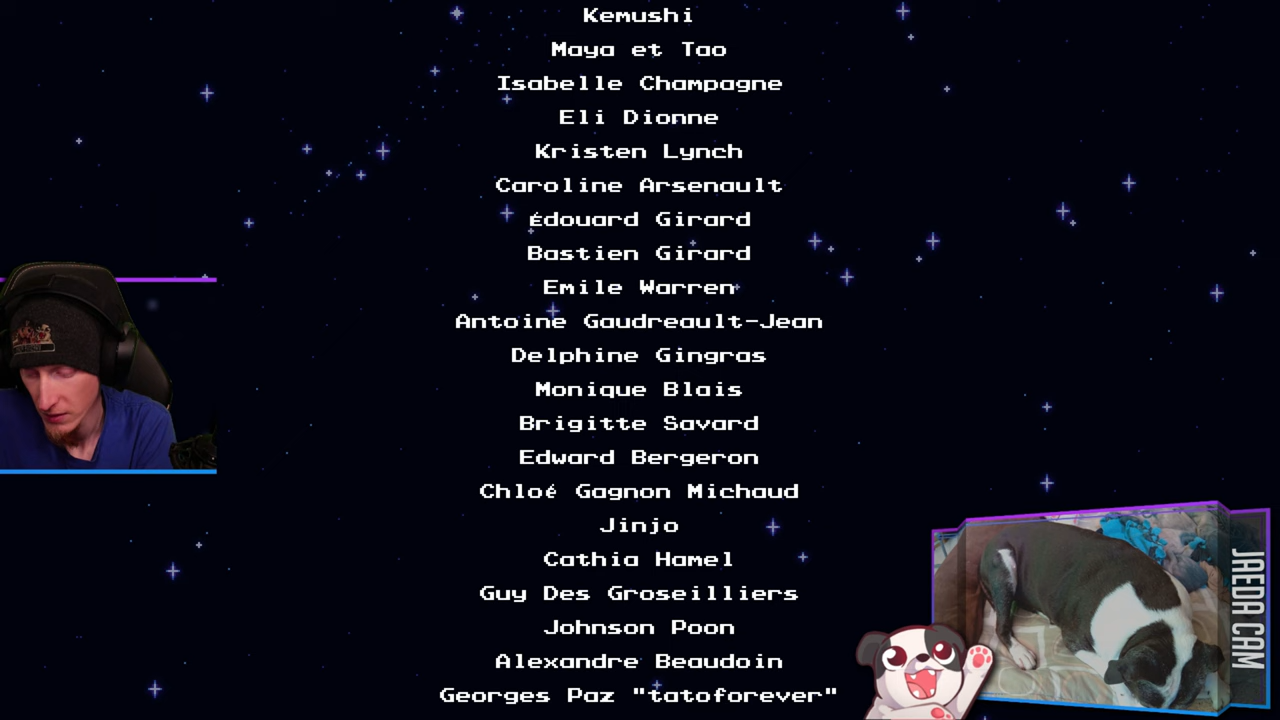 Kemushi
Maya et Tao
Isabelle Champagne
Eli Dionne
Kristen Lynch
Caroline Arsenault
Édouard Girard
Bastien Girard
Emile Warren
Antoine Gaudreault-Jean
Delphine Gingras
Monique Blais
Brigitte Savard
Edward Bergeron
Chloé Gagnon Michaud
Jinjo
Cathia Hamel
Guy Des Groseilliers
Johnson Poon
Alexandre Beaudoin
Georges Paz "tatoforever"
JAEDA CAM